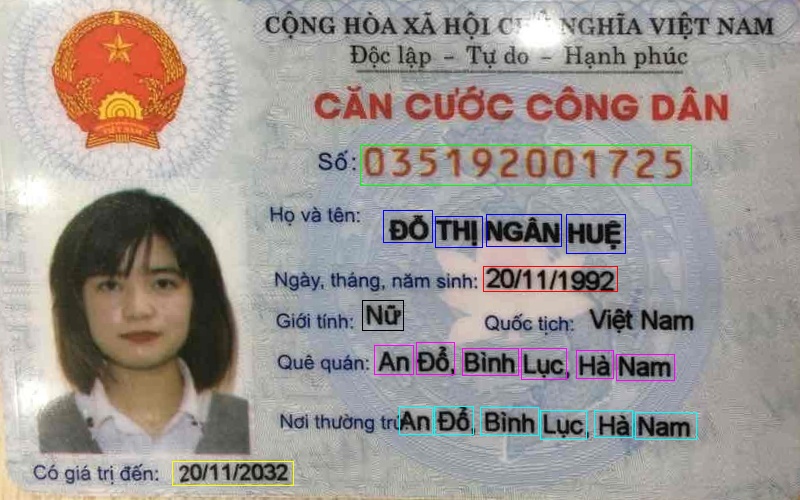 CỘNG HÒA XÃ HỘI CHỦ NGHĨA VIỆT NAM
Độc lập - Tự do - Hạnh phúc
CĂN CƯỚC CÔNG DÂN
Số: 035192001725
Họ và tên: ĐỖ THỊ NGÂN HUỆ
Ngày, tháng, năm sinh: 20/11/1992
Giới tính: Nữ Quốc tịch: Việt Nam
Quê quán: An Đổ, Bình Lục, Hà Nam
Nơi thường trú: An Đổ, Bình Lục, Hà Nam
Có giá trị đến: 20/11/2032
VIỆT NAM